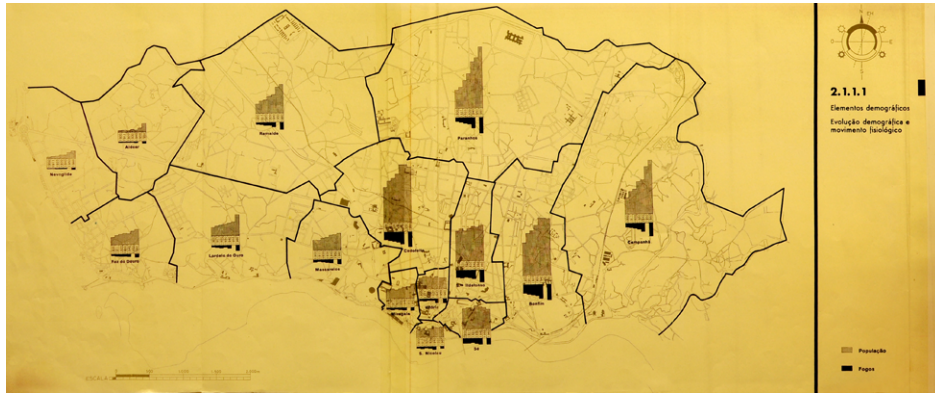 2.1.1.1
Elementos demográficos
Evolução demográfica e
movimento fisiológico
Ramalde
Paranhos
Aldoar
Nevogilde
Foz do Douro
Lordelo do Ouro
Massarelos
Cedofeita
Sto Ildefonso
Bonfim
Campanhã
Miragaia
Vitória
S. Nicolau
Sé
População
Fogos